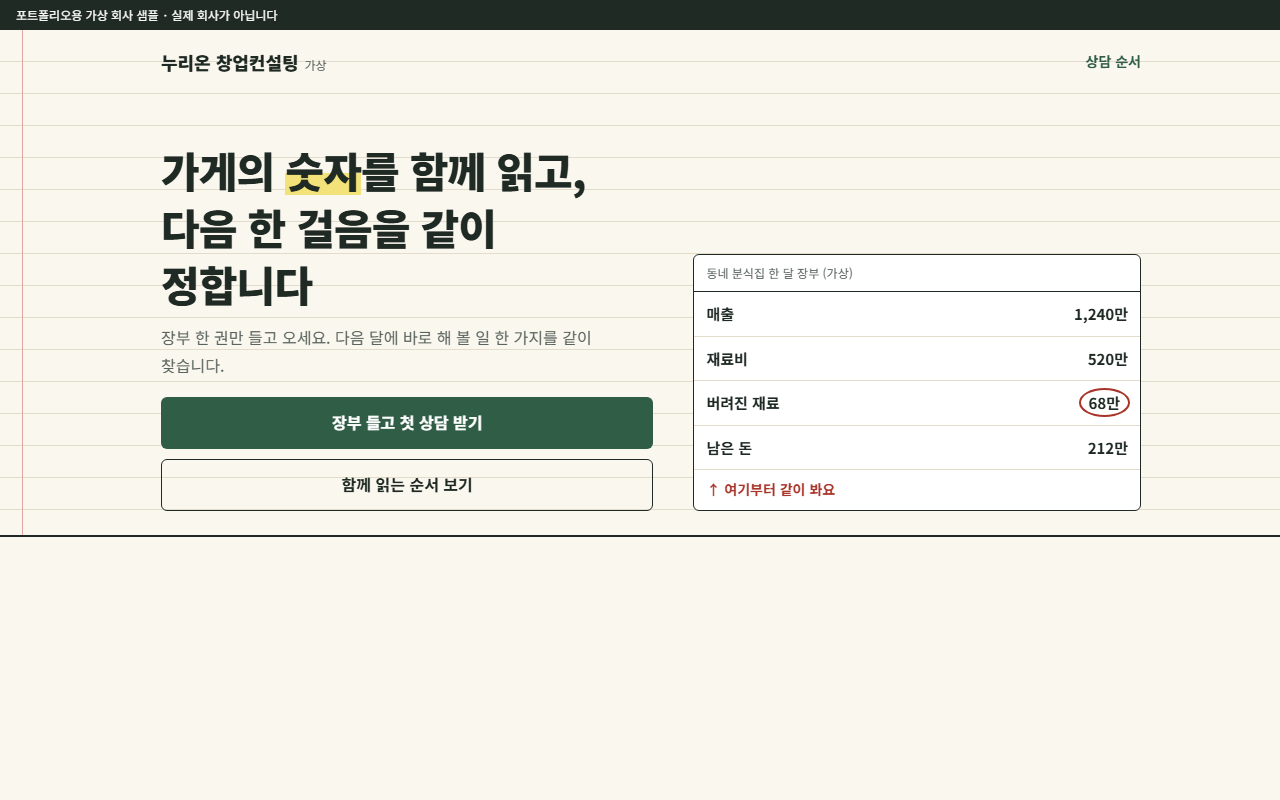 포트폴리오용 가상 회사 샘플 · 실제 회사가 아닙니다
누리온 창업컨설팅 가상
상담 순서
가게의 숫자를 함께 읽고,
다음 한 걸음을 같이
정합니다
장부 한 권만 들고 오세요. 다음 달에 바로 해 볼 일 한 가지를 같이
찾습니다.
장부 들고 첫 상담 받기
함께 읽는 순서 보기
동네 분식집 한 달 장부 (가상)
매출 1,240만
재료비 520만
버려진 재료 68만
남은 돈 212만
↑ 여기부터 같이 봐요